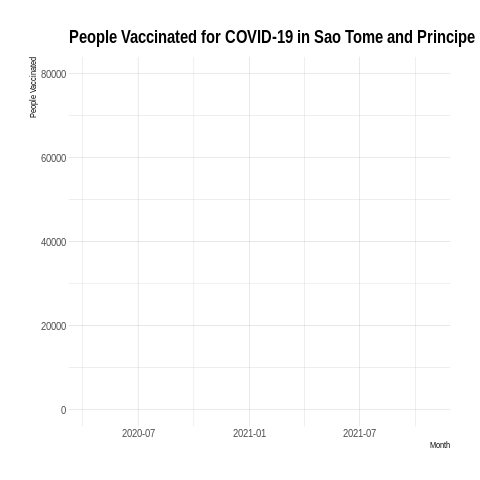 People Vaccinated for COVID-19 in Sao Tome and Principe
People Vaccinated
80000
60000
40000
20000
0
2020-07
2021-01
2021-07
Month